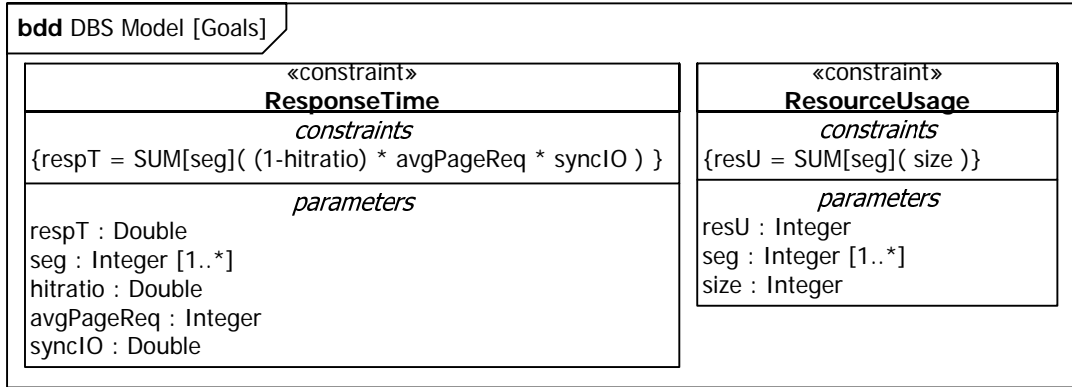 bdd DBS Model [Goals]
«constraint»
ResponseTime
constraints
{respT = SUM[seg]( (1-hitratio) * avgPageReq * syncIO ) }
parameters
respT : Double
seg : Integer [1..*]
hitratio : Double
avgPageReq : Integer
syncIO : Double
«constraint»
ResourceUsage
constraints
{resU = SUM[seg]( size )}
parameters
resU : Integer
seg : Integer [1..*]
size : Integer